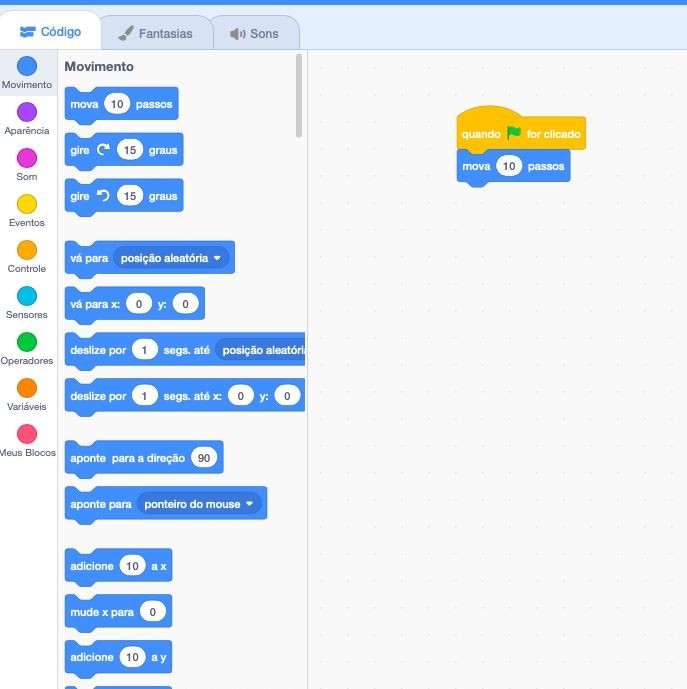 Código
Fantasias
Sons
Movimento
Aparência
Som
Eventos
Controle
Sensores
Operadores
Variáveis
Meus Blocos
Movimento
mova 10 passos
gire 15 graus
gire 15 graus
vá para posição aleatória
vá para x: 0 y: 0
deslize por 1 segs. até posição aleatória
deslize por 1 segs. até x: 0 y: 0
aponte para a direção 90
aponte para ponteiro do mouse
adicione 10 a x
mude x para 0
adicione 10 a y
quando for clicado
mova 10 passos